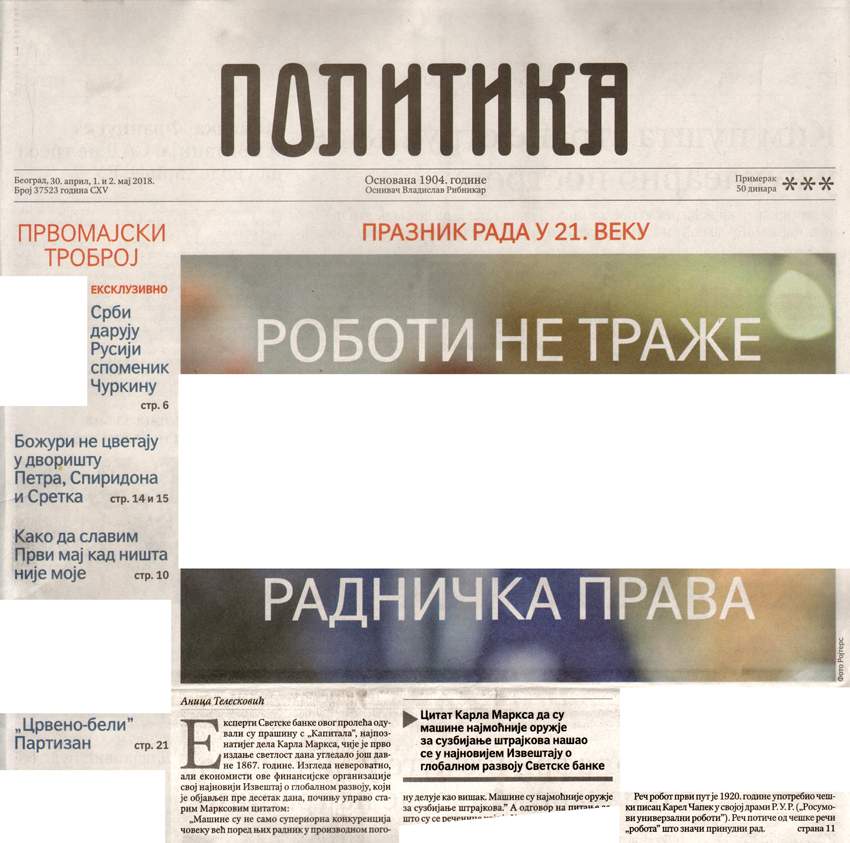 ПОЛИТИКА
Београд, 30. април, 1. и 2. мај 2018.
Број 37523 година CXV
Основана 1904. године
Оснивач Владислав Рибникар
Примерак
50 динара
***
ПРВОМАЈСКИ
ТРОБРОЈ
ЕКСКЛУЗИВНО
Срби
дарују
Русији
споменик
Чуркину
стр. 6
Божури не цветају
у дворишту
Петра, Спиридона
и Сретка стр. 14 и 15
Како да славим
Први мај кад ништа
није моје стр. 10
„Црвено-бели”
Партизан стр. 21
ПРАЗНИК РАДА У 21. ВЕКУ
РОБОТИ НЕ ТРАЖЕ
РАДНИЧКА ПРАВА
Фото Ројтерс
Аница Телесковић
Експерти Светске банке овог пролећа оду-
вали су прашину с „Капитала”, најпоз-
натијег дела Карла Маркса, чије је прво
издање светлост дана угледало још дав-
не 1867. године. Изгледа невероватно,
али економисти ове финансијске организације
свој најновији Извештај о глобалном развоју, који
је објављен пре десетак дана, почињу управо ста-
рим Марксовим цитатом:
„Машине су не само супериорна конкуренција
човеку већ поред њих радник у производном пого-
Цитат Карла Маркса да су
машине најмоћније оружје
за сузбијање штрајкова нашао
се у најновијем Извештају о
глобалном развоју Светске банке
ну делује као вишак. Машине су најмоћније оружје
за сузбијање штрајкова.” А одговор на питање
што су се
Реч робот први пут је 1920. године употребио чеш-
ки писац Карел Чапек у својој драми Р. У. Р. („Росумо-
ви универзални роботи”). Реч потиче од чешке речи
„робота” што значи принудни рад. страна 11